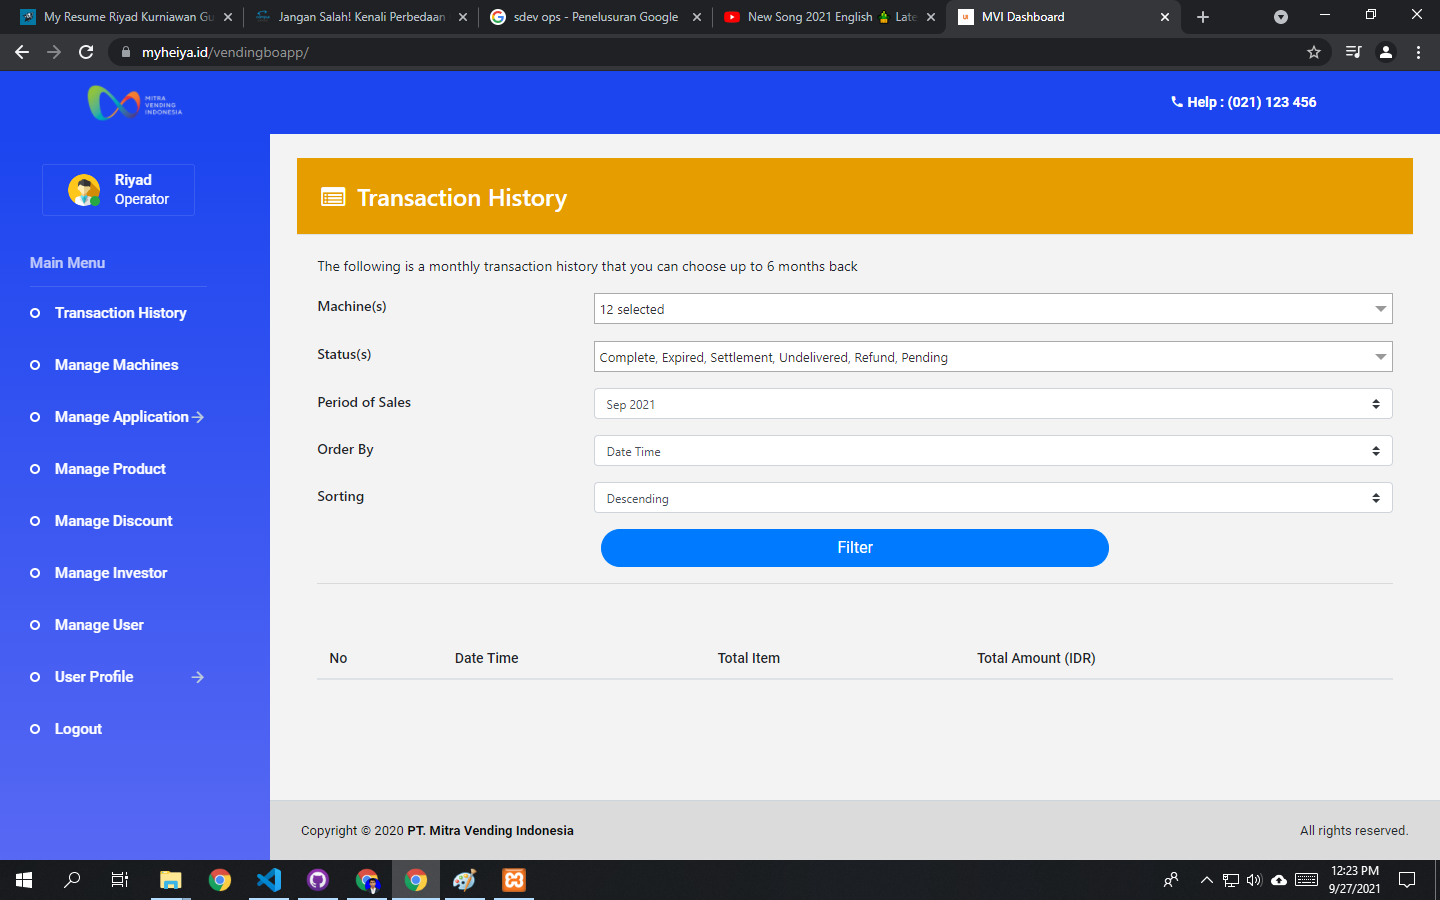 My Resume Riyad Kurniawan Gu
Jangan Salah! Kenali Perbedaan
sdev ops - Penelusuran Google
New Song 2021 English
Late
MVI Dashboard
myheiya.id/vendingboapp/
MITRA
VENDING
INDONESIA
Help : (021) 123 456
Riyad
Operator
Main Menu
Transaction History
Manage Machines
Manage Application
Manage Product
Manage Discount
Manage Investor
Manage User
User Profile
Logout
Transaction History
The following is a monthly transaction history that you can choose up to 6 months back
Machine(s)
12 selected
Status(s)
Complete, Expired, Settlement, Undelivered, Refund, Pending
Period of Sales
Sep 2021
Order By
Date Time
Sorting
Descending
Filter
No Date Time Total Item Total Amount (IDR)
Copyright © 2020 PT. Mitra Vending Indonesia
All rights reserved.
12:23 PM
9/27/2021